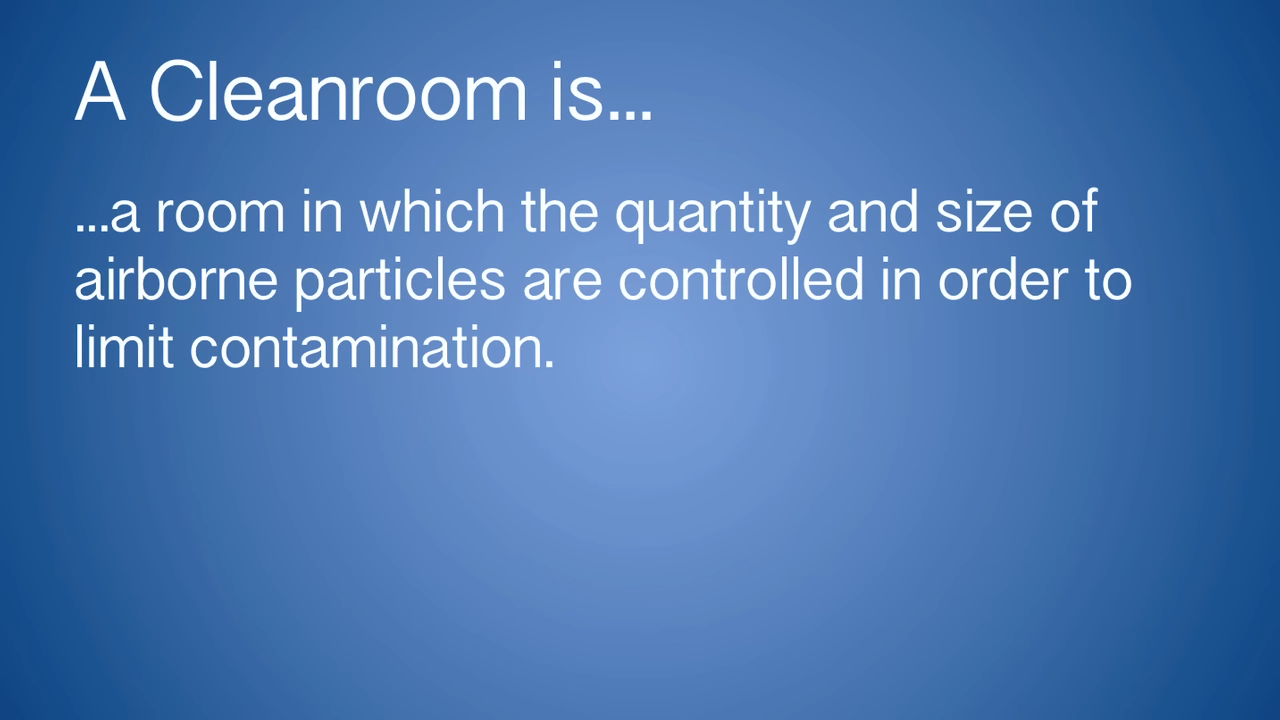 A Cleanroom is...
...a room in which the quantity and size of
airborne particles are controlled in order to
limit contamination.